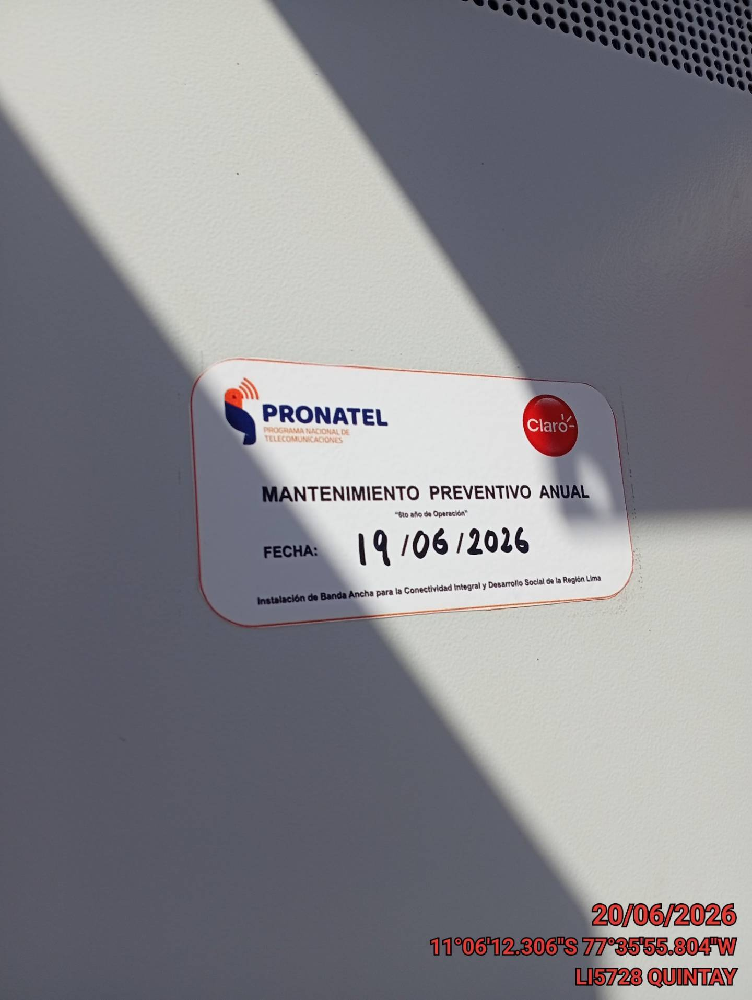 PRONATEL
PROGRAMA NACIONAL DE
TELECOMUNICACIONES
Claro
MANTENIMIENTO PREVENTIVO ANUAL
"6to año de Operación"
FECHA: 19/06/2026
Instalación de Banda Ancha para la Conectividad Integral y Desarrollo Social de la Región Lima
20/06/2026
11°06'12.306"S 77°35'55.804"W
LI5728 QUINTAY